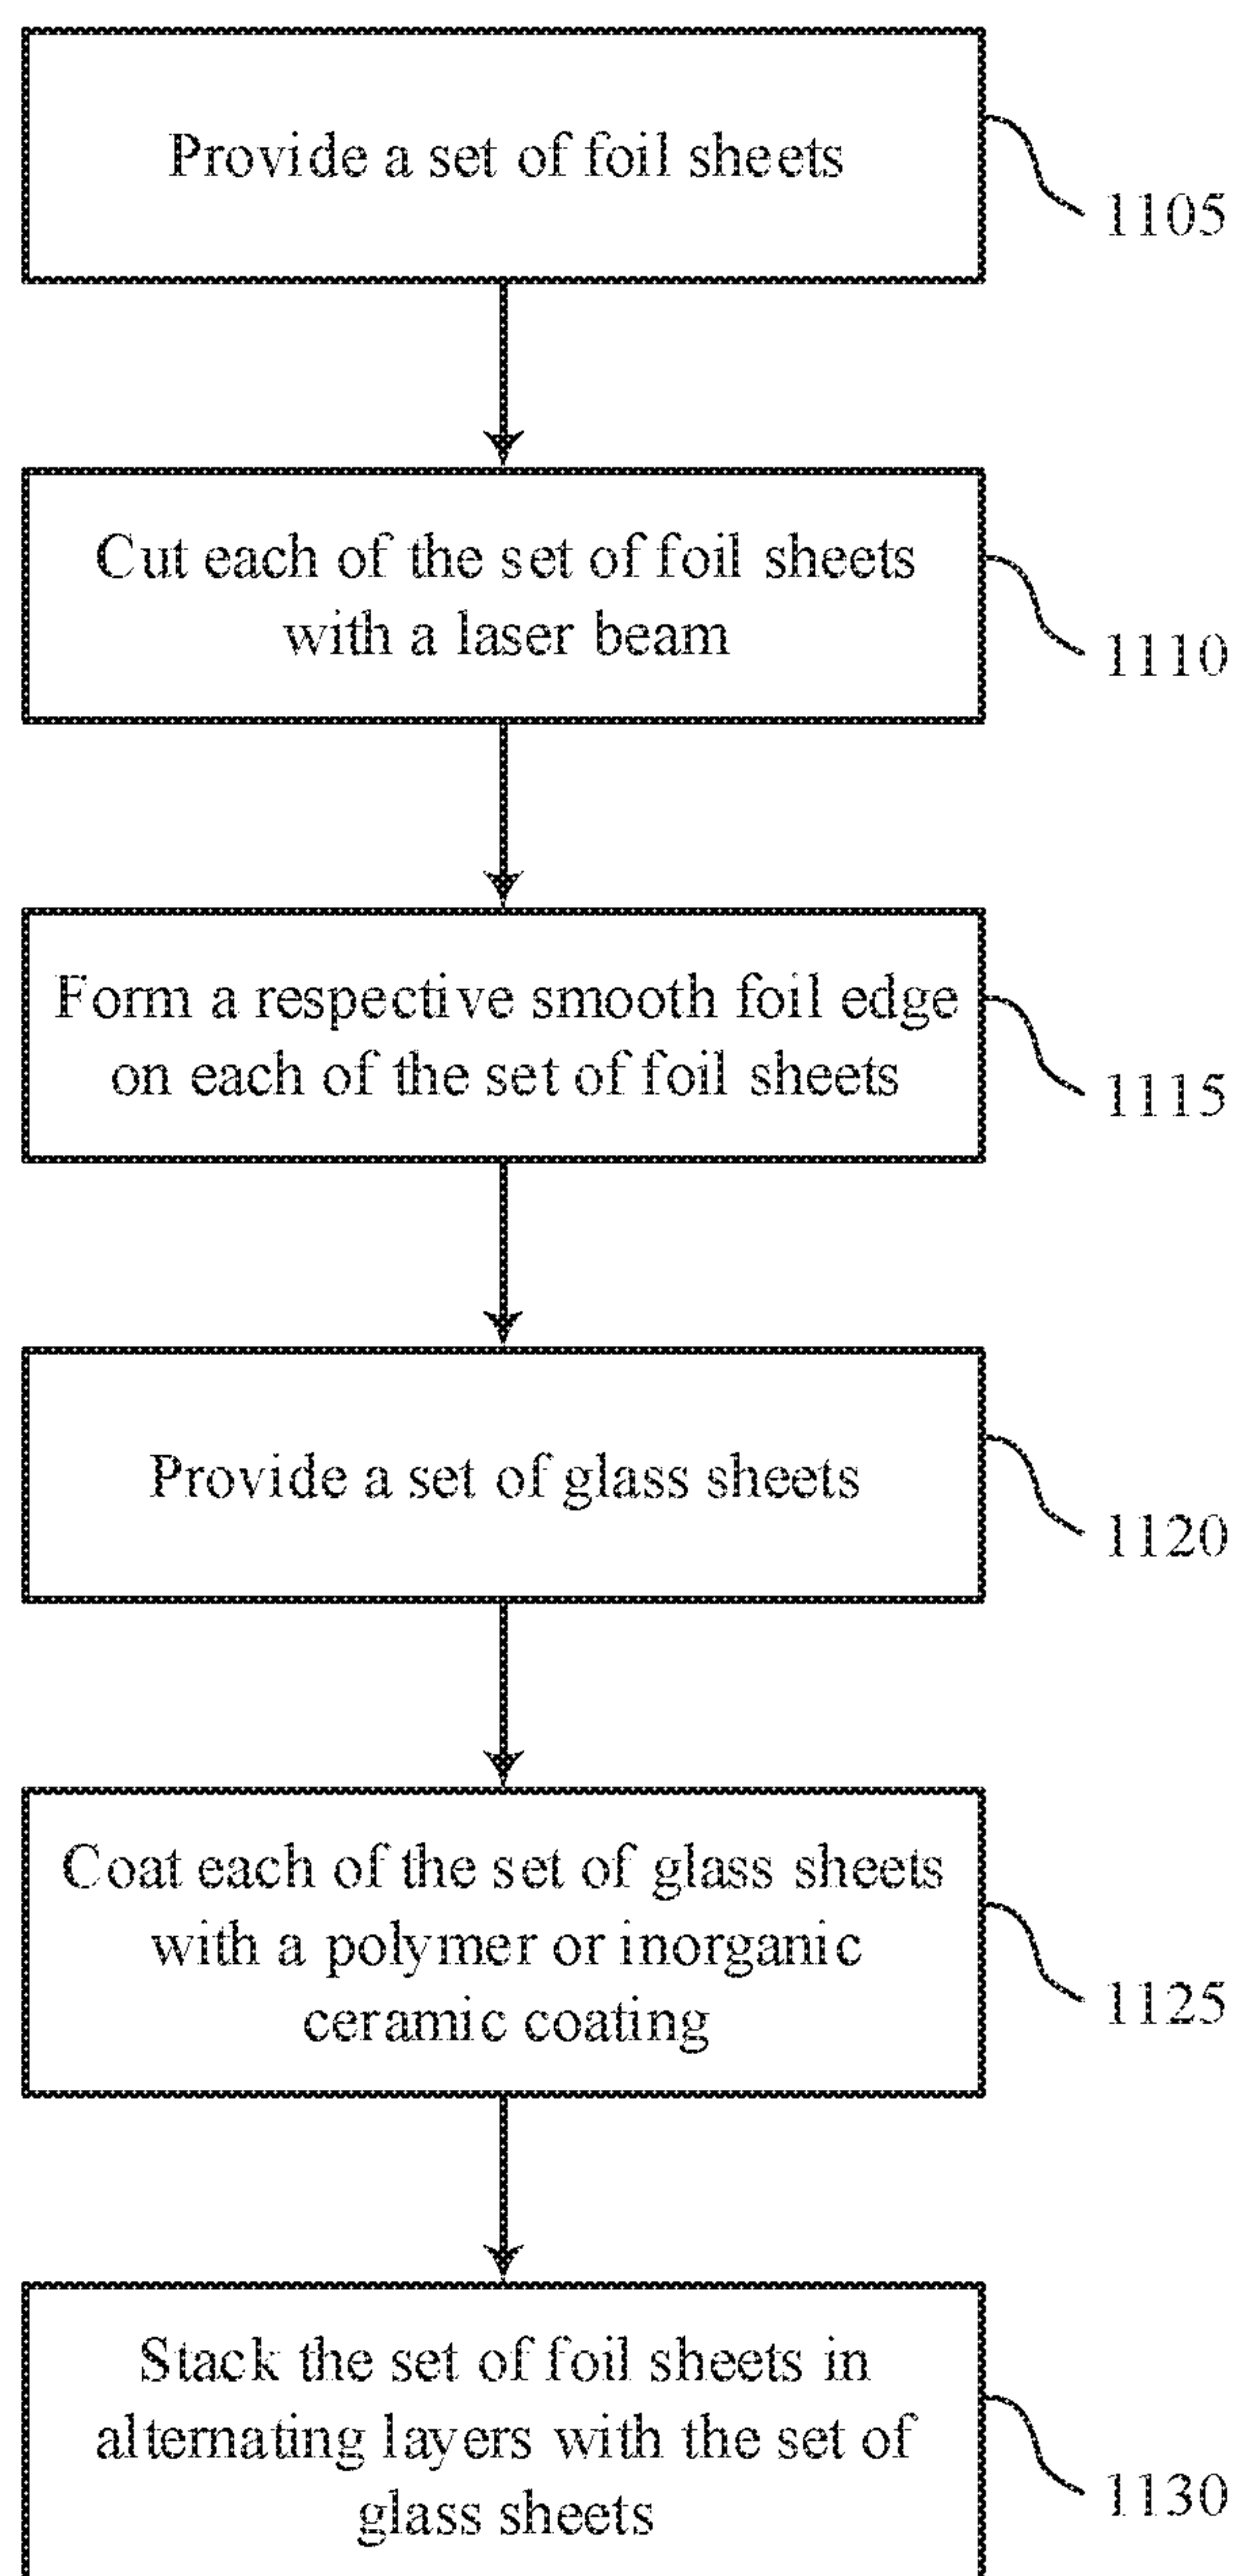 Provide a set of foil sheets
1105
Cut each of the set of foil sheets
with a laser beam
1110
Form a respective smooth foil edge
on each of the set of foil sheets
1115
Provide a set of glass sheets
1120
Coat each of the set of glass sheets
with a polymer or inorganic
ceramic coating
1125
Stack the set of foil sheets in
alternating layers with the set of
glass sheets
1130